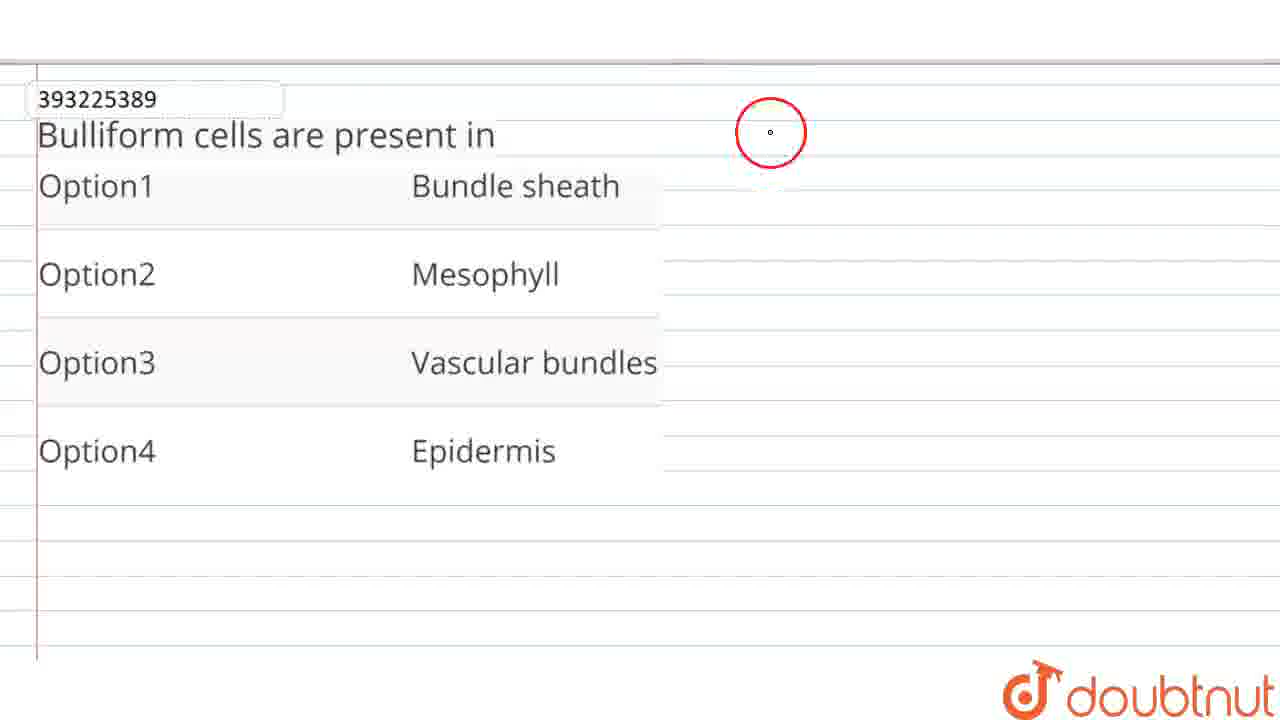 393225389
Bulliform cells are present in
Option1 Bundle sheath
Option2 Mesophyll
Option3 Vascular bundles
Option4 Epidermis
doubtnut